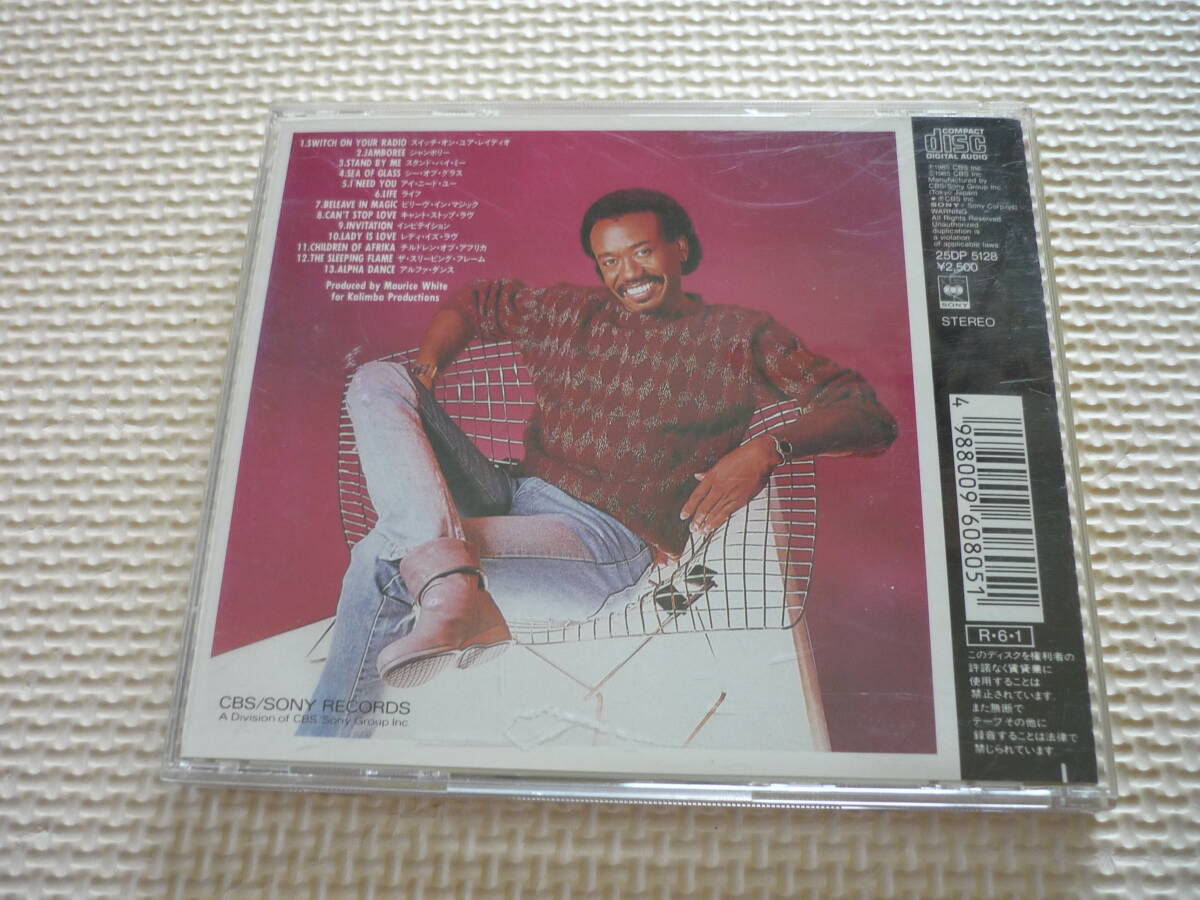 1.SWITCH ON YOUR RADIO スイッチ・オン・ユア・レイディオ
2.JAMBOREE ジャンボリー
3.STAND BY ME スタンド・バイ・ミー
4.SEA OF GLASS シー・オブ・グラス
5.I NEED YOU アイ・ニード・ユー
6.LIFE ライフ
7.BELEAVE IN MAGIC ビリーヴ・イン・マジック
8.CAN'T STOP LOVE キャント・ストップ・ラヴ
9.INVITATION インビテイション
10.LADY IS LOVE レディ・イズ・ラヴ
11.CHILDREN OF AFRIKA チルドレン・オブ・アフリカ
12.THE SLEEPING FLAME ザ・スリーピング・フレーム
13.ALPHA DANCE アルファ・ダンス
Produced by Maurice White
for Kalimba Productions
CBS/SONY RECORDS
A Division of CBS/Sony Group Inc.
COMPACT
disc
DIGITAL AUDIO
Ⓟ1985 CBS Inc.
©1985 CBS Inc.
Manufactured by
CBS/Sony Group Inc.
(Tokyo Japan)
CBS Inc.
SONY
WARNING
All Rights Reserved.
Unauthorized
duplication is
a violation
of applicable laws.
25DP 5128
¥2,500
SONY
STEREO
4 988009 608051
R・6・1
このディスクを権利者の
許諾なく賃貸業に
使用することは
禁止されています.
また無断で
テープその他に
録音することは法律で
禁じられています.